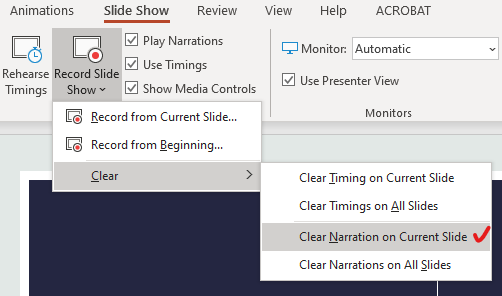 Animations Slide Show Review View Help ACROBAT
Rehearse Timings
Record Slide Show
Play Narrations
Use Timings
Show Media Controls
Monitor: Automatic
Use Presenter View
Monitors
Record from Current Slide...
Record from Beginning...
Clear
Clear Timing on Current Slide
Clear Timings on All Slides
Clear Narration on Current Slide
Clear Narrations on All Slides